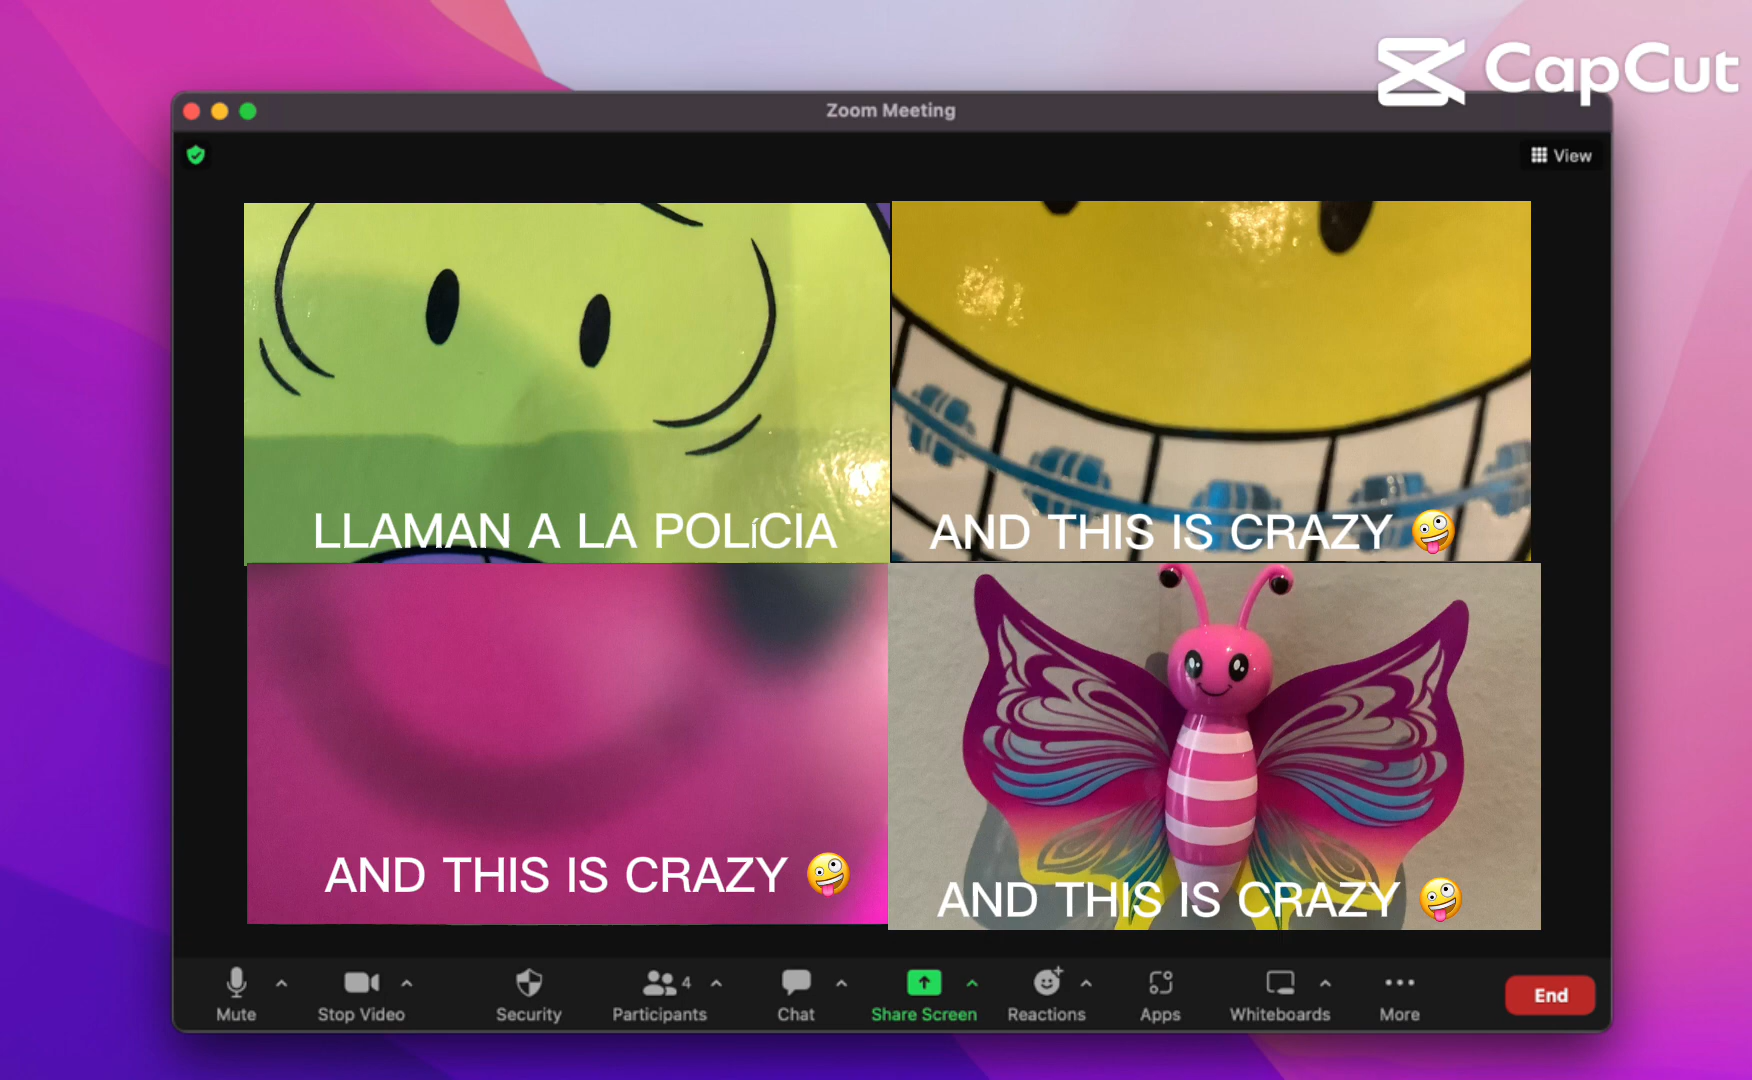 CapCut
Zoom Meeting
View
LLAMAN A LA POLíCIA
AND THIS IS CRAZY 🤪
AND THIS IS CRAZY 🤪
AND THIS IS CRAZY 🤪
Mute
Stop Video
Security
4
Participants
Chat
Share Screen
Reactions
Apps
Whiteboards
More
End